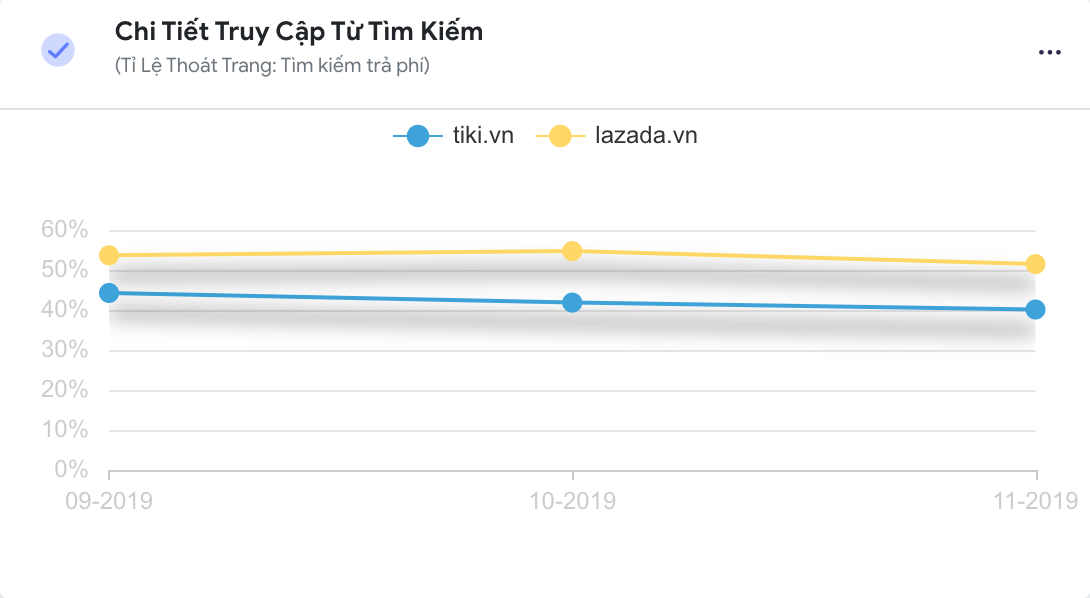 Chi Tiết Truy Cập Từ Tìm Kiếm
(Tỉ Lệ Thoát Trang: Tìm kiếm trả phí)
tiki.vn lazada.vn
60%
50%
40%
30%
20%
10%
0%
09-2019 10-2019 11-2019